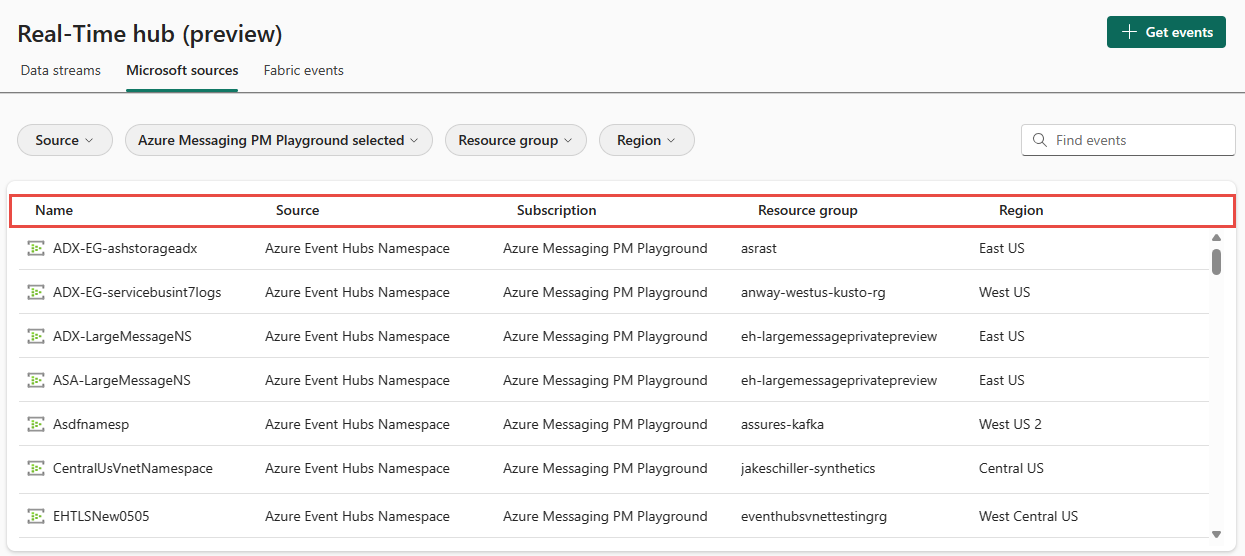 Real-Time hub (preview)
Get events
Data streams Microsoft sources Fabric events
Source Azure Messaging PM Playground selected Resource group Region Find events
Name Source Subscription Resource group Region
ADX-EG-ashstorageadx Azure Event Hubs Namespace Azure Messaging PM Playground asrast East US
ADX-EG-servicebusint7logs Azure Event Hubs Namespace Azure Messaging PM Playground anway-westus-kusto-rg West US
ADX-LargeMessageNS Azure Event Hubs Namespace Azure Messaging PM Playground eh-largemessageprivatepreview East US
ASA-LargeMessageNS Azure Event Hubs Namespace Azure Messaging PM Playground eh-largemessageprivatepreview East US
Asdfnamesp Azure Event Hubs Namespace Azure Messaging PM Playground assures-kafka West US 2
CentralUsVnetNamespace Azure Event Hubs Namespace Azure Messaging PM Playground jakeschiller-synthetics Central US
EHTLSNew0505 Azure Event Hubs Namespace Azure Messaging PM Playground eventhubsvnettestingrg West Central US